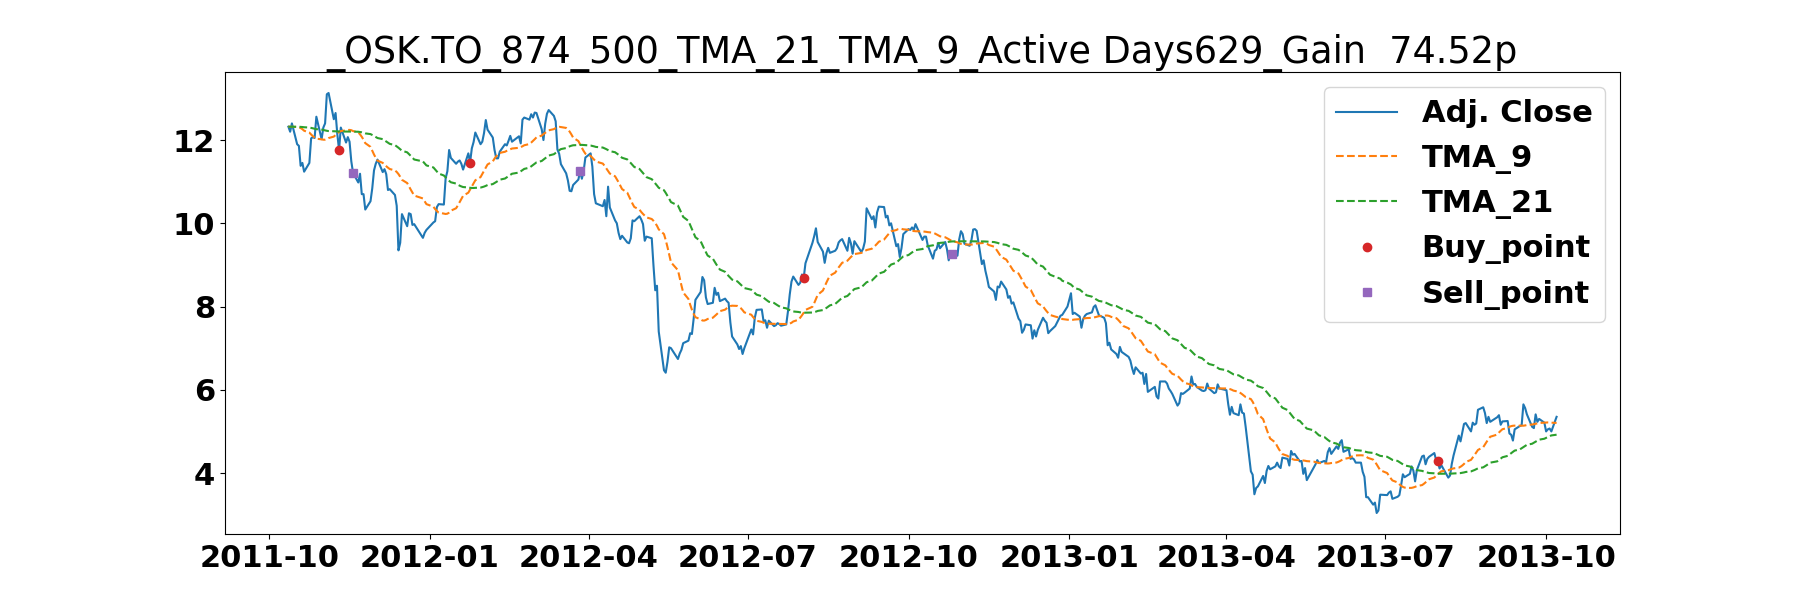 _OSK.TO_874_500_TMA_21_TMA_9_Active Days629_Gain  74.52p
Adj. Close
TMA_9
TMA_21
Buy_point
Sell_point
12
10
8
6
4
2011-10 2012-01 2012-04 2012-07 2012-10 2013-01 2013-04 2013-07 2013-10